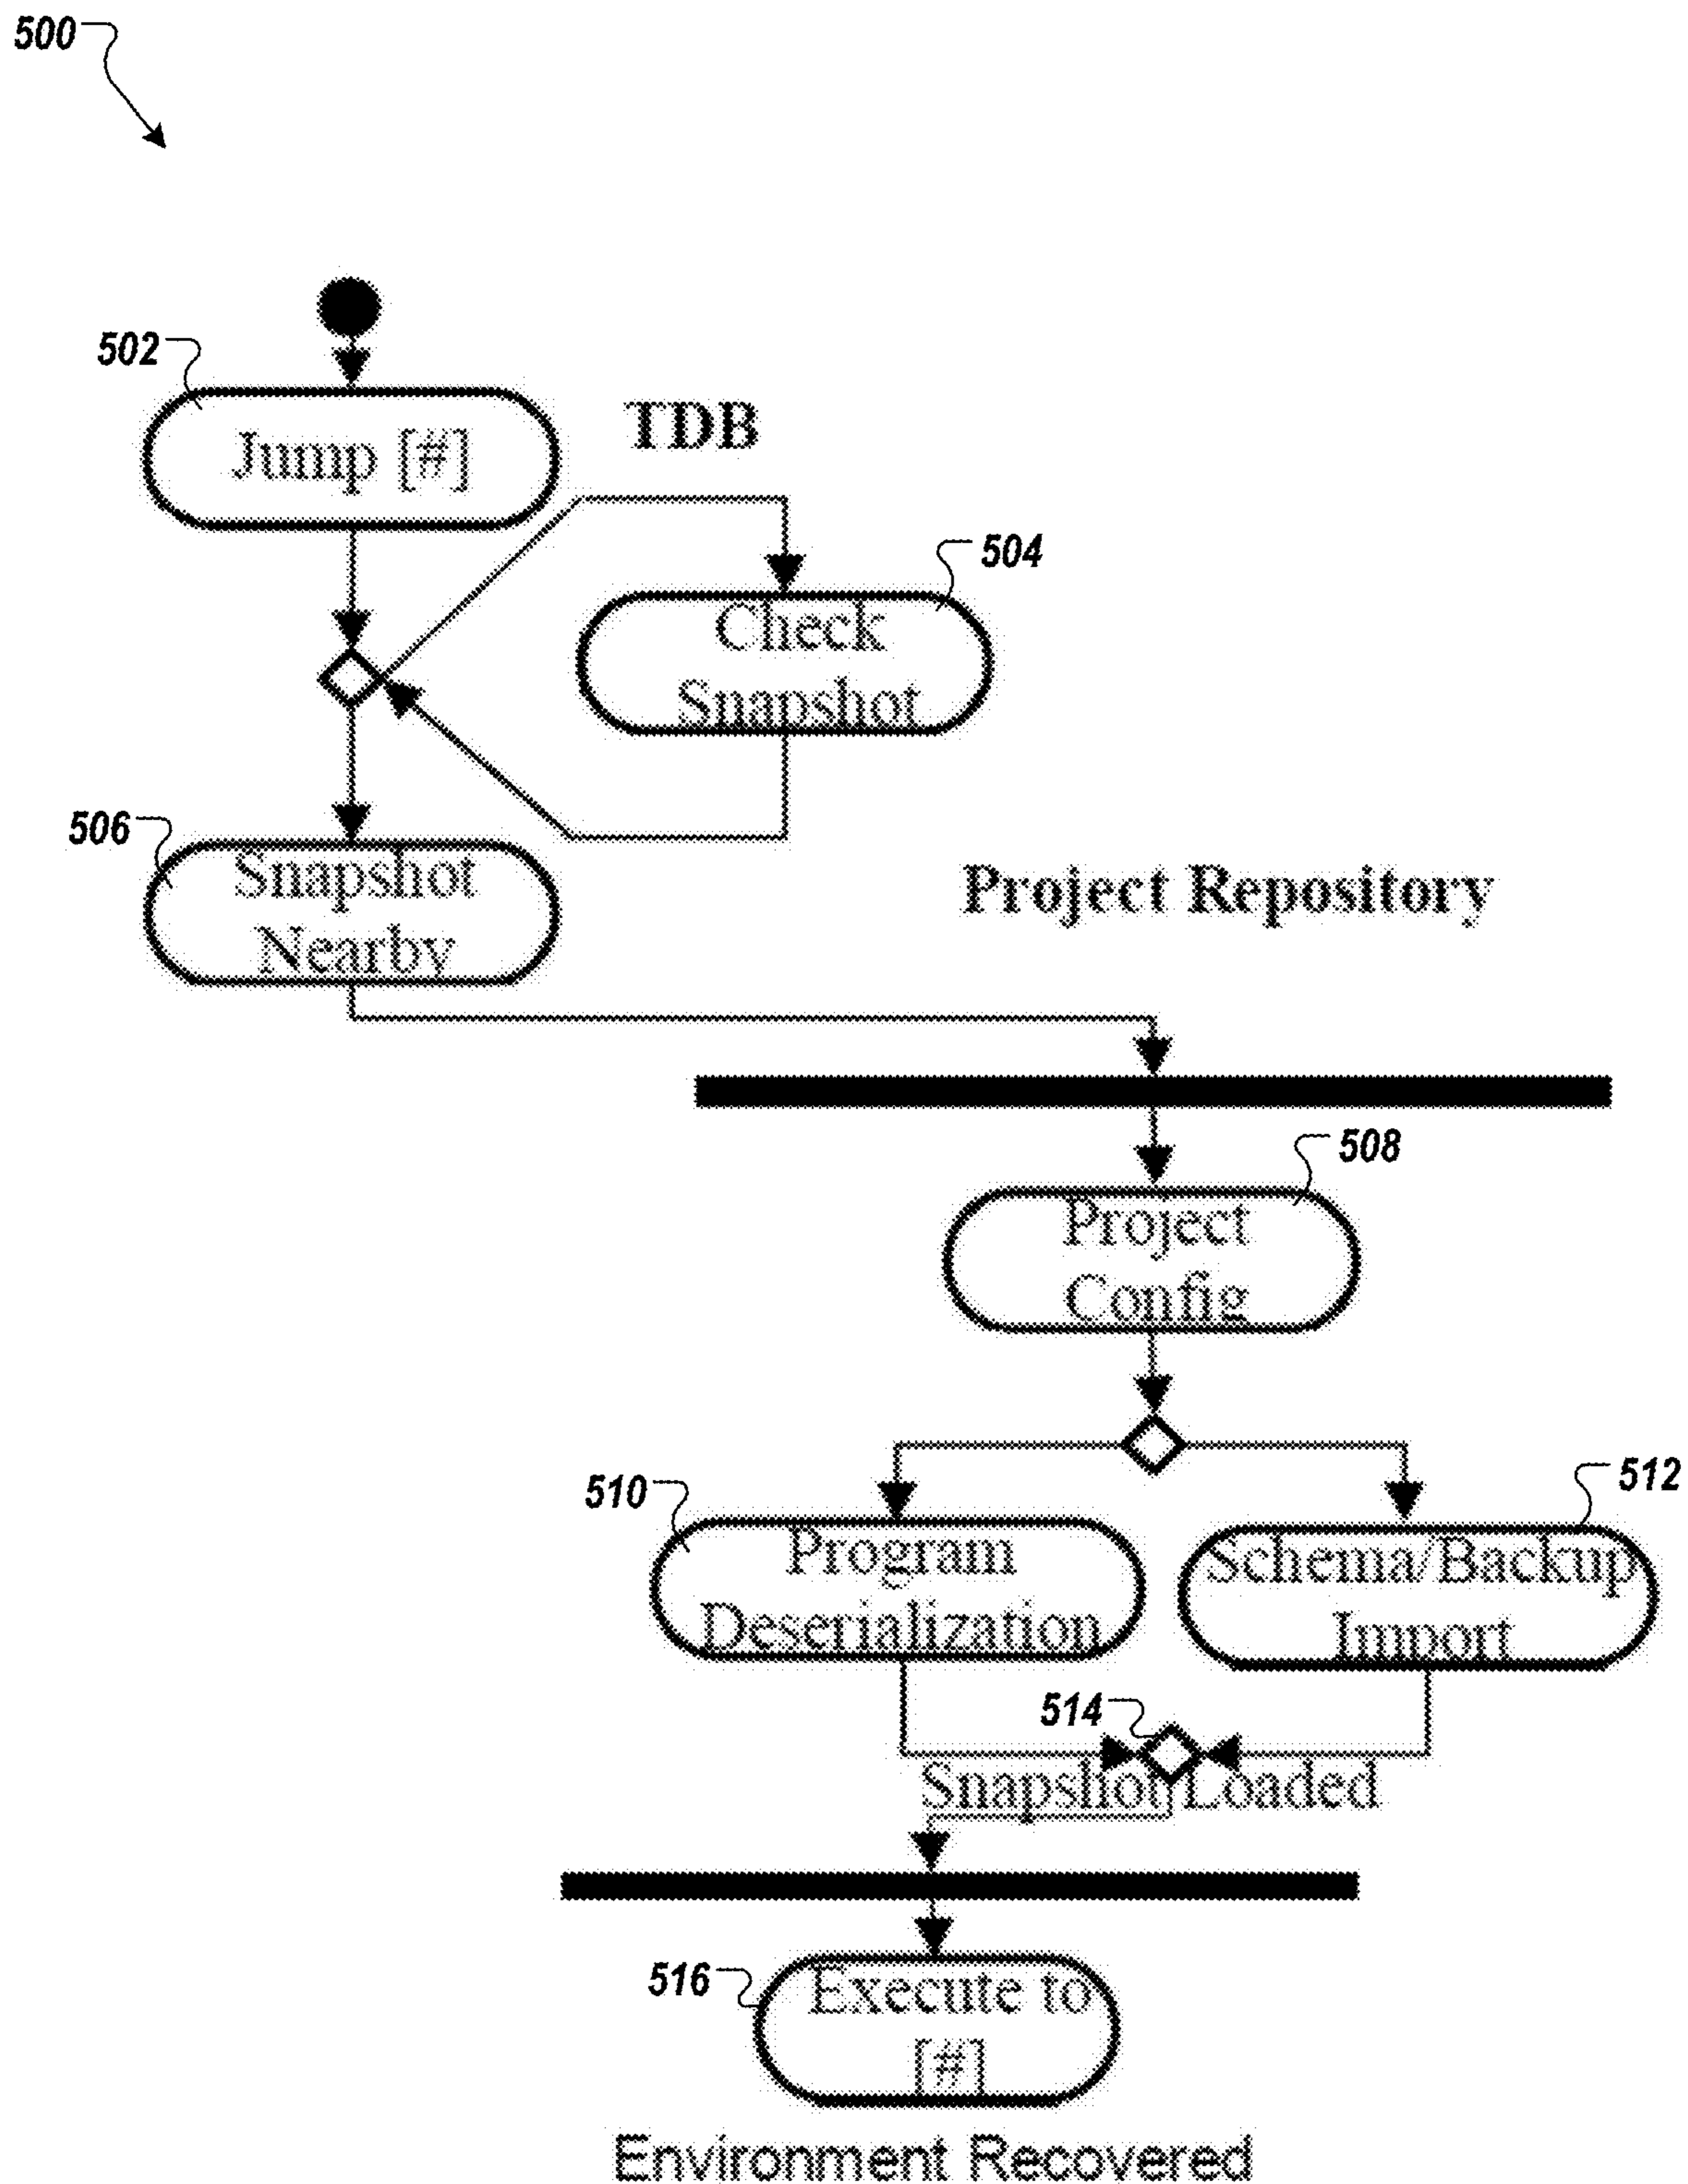 500
502
Jump [#]
TDB
504
Check
Snapshot
506
Snapshot
Nearby
Project Repository
508
Project
Config
510
Program
Deserialization
512
Schema/Backup
Import
514
Snapshot Loaded
516
Execute to
[#]
Environment Recovered